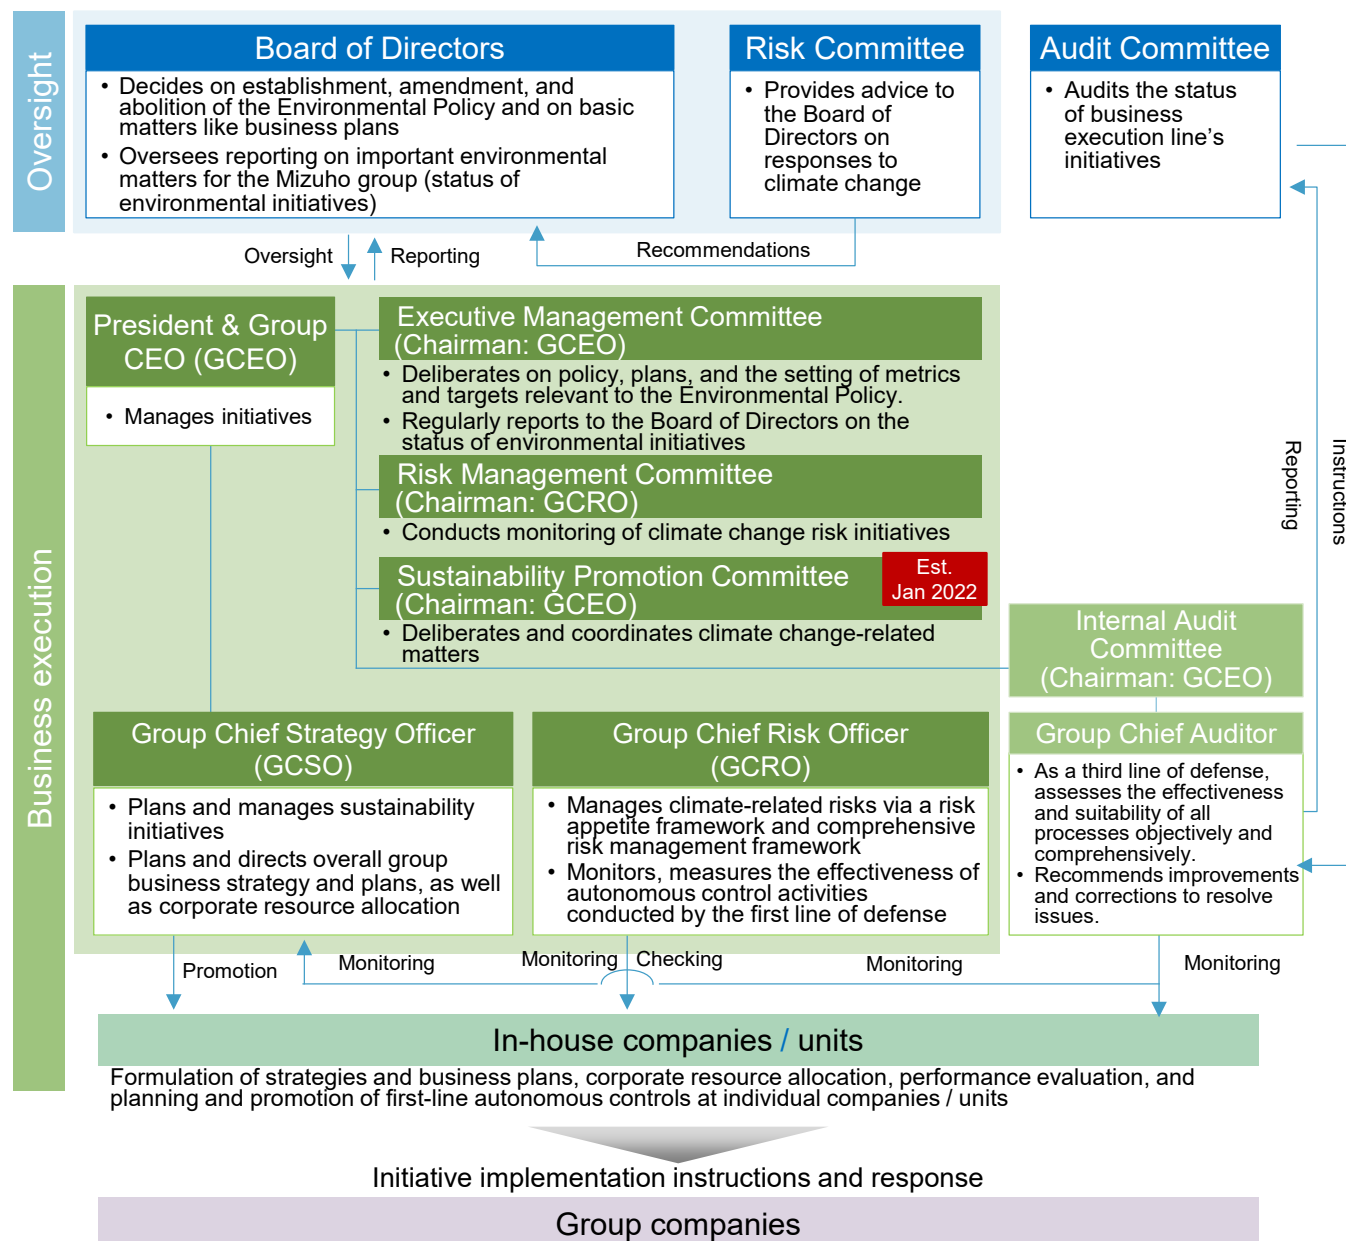 Oversight
Board of Directors
• Decides on establishment, amendment, and
abolition of the Environmental Policy and on basic
matters like business plans
• Oversees reporting on important environmental
matters for the Mizuho group (status of
environmental initiatives)
Risk Committee
• Provides advice to
the Board of
Directors on
responses to
climate change
Audit Committee
• Audits the status
of business
execution line's
initiatives
Oversight
Reporting
Recommendations
Business execution
President & Group
CEO (GCEO)
• Manages initiatives
Executive Management Committee
(Chairman: GCEO)
• Deliberates on policy, plans, and the setting of metrics
and targets relevant to the Environmental Policy.
• Regularly reports to the Board of Directors on the
status of environmental initiatives
Risk Management Committee
(Chairman: GCRO)
• Conducts monitoring of climate change risk initiatives
Sustainability Promotion Committee
(Chairman: GCEO)
Est.
Jan 2022
• Deliberates and coordinates climate change-related
matters
Reporting
Instructions
Internal Audit
Committee
(Chairman: GCEO)
Group Chief Strategy Officer
(GCSO)
• Plans and manages sustainability
initiatives
• Plans and directs overall group
business strategy and plans, as well
as corporate resource allocation
Group Chief Risk Officer
(GCRO)
• Manages climate-related risks via a risk
appetite framework and comprehensive
risk management framework
• Monitors, measures the effectiveness of
autonomous control activities
conducted by the first line of defense
Group Chief Auditor
• As a third line of defense,
assesses the effectiveness
and suitability of all
processes objectively and
comprehensively.
• Recommends improvements
and corrections to resolve
issues.
Promotion
Monitoring
Monitoring
Checking
Monitoring
Monitoring
In-house companies / units
Formulation of strategies and business plans, corporate resource allocation, performance evaluation, and
planning and promotion of first-line autonomous controls at individual companies / units
Initiative implementation instructions and response
Group companies